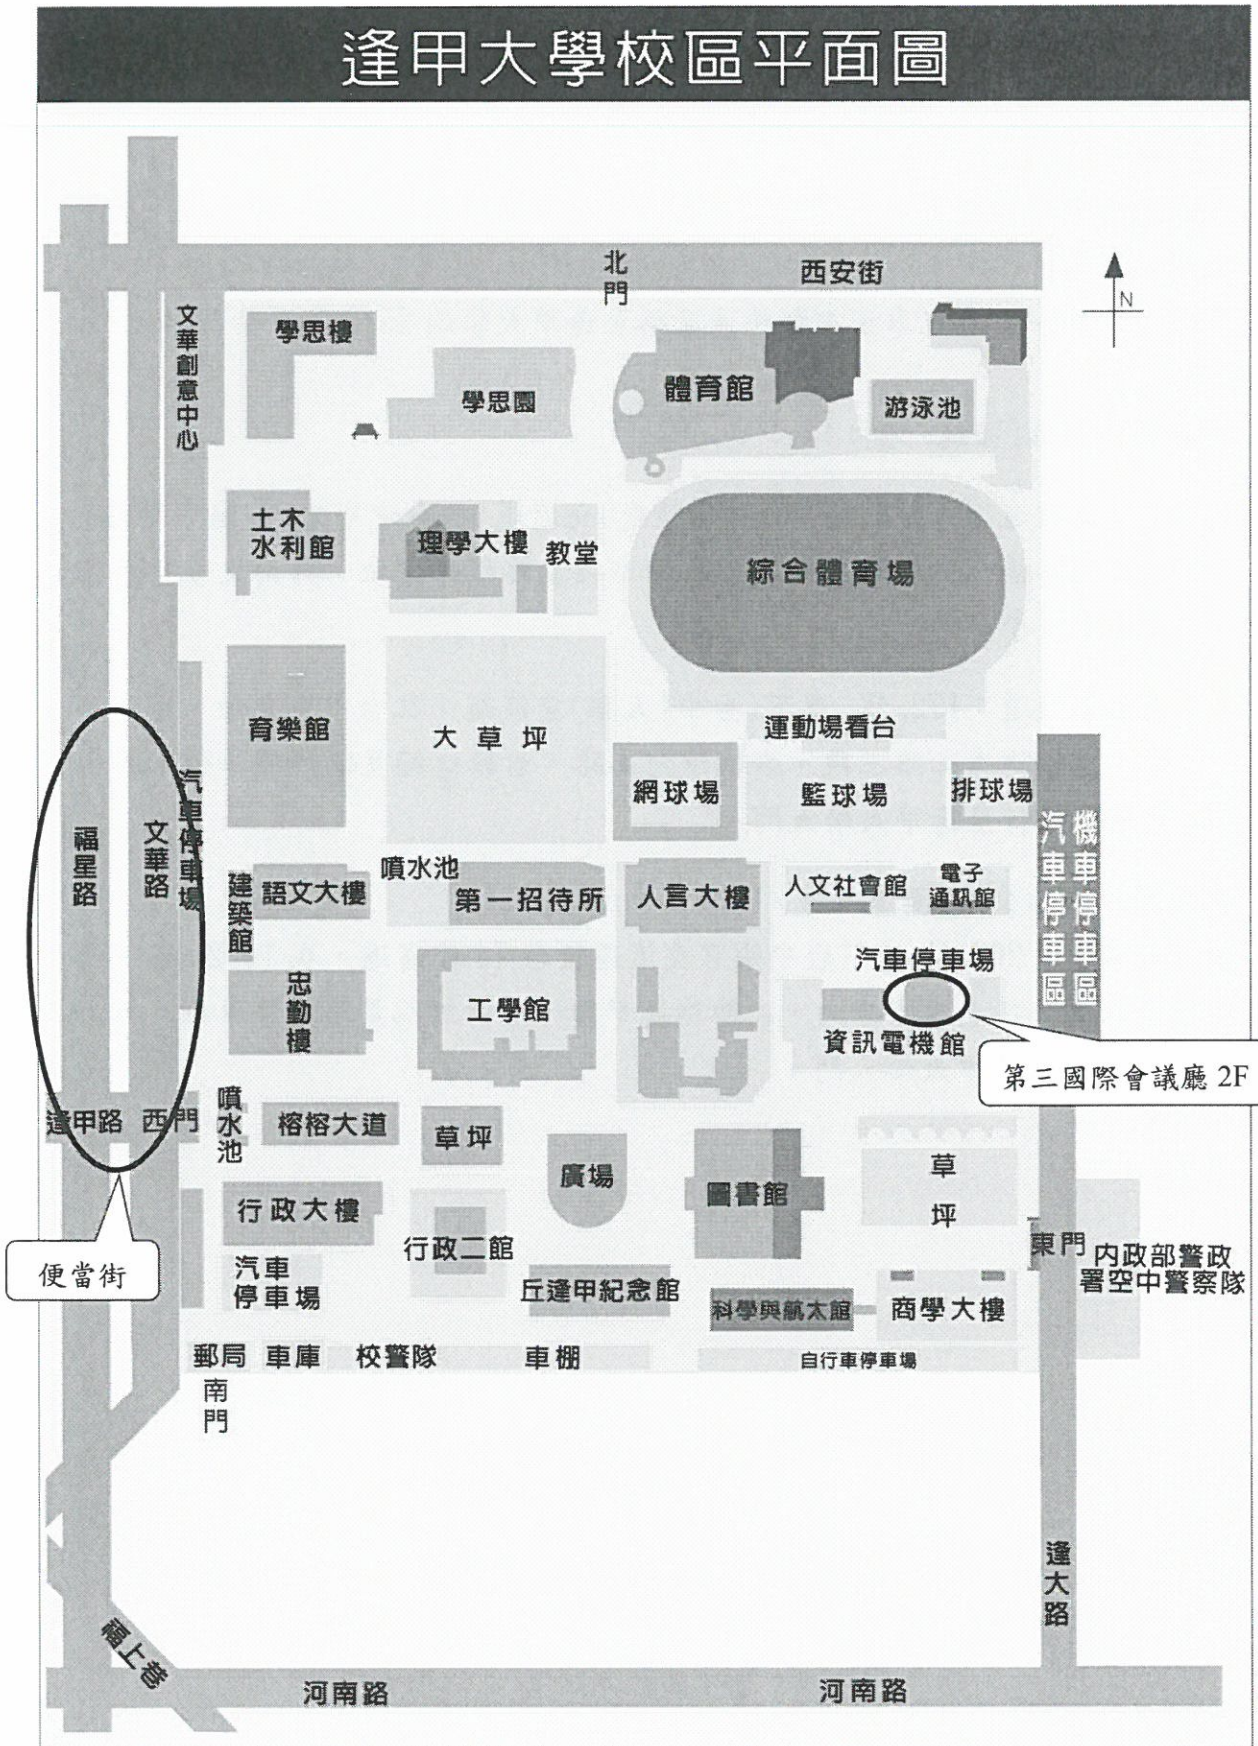 逢甲大學校區平面圖
北門
西安街
N
文華創意中心
學思樓
學思園
體育館
游泳池
土木
水利館
理學大樓
教堂
綜合體育場
育樂館
大草坪
運動場看台
網球場
籃球場
排球場
福星路
文華路
汽車停車場
汽車停車區
機車停車區
建築館
語文大樓
噴水池
第一招待所
人言大樓
人文社會館
電子
通訊館
汽車停車場
忠勤樓
工學館
資訊電機館
第三國際會議廳 2F
逢甲路
西門
噴水池
榕榕大道
草坪
廣場
圖書館
草坪
行政大樓
行政二館
東門
內政部警政
署空中警察隊
便當街
汽車
停車場
丘逢甲紀念館
科學與航太館
商學大樓
郵局
車庫
校警隊
車棚
自行車停車場
南門
逢大路
福上巷
河南路
河南路